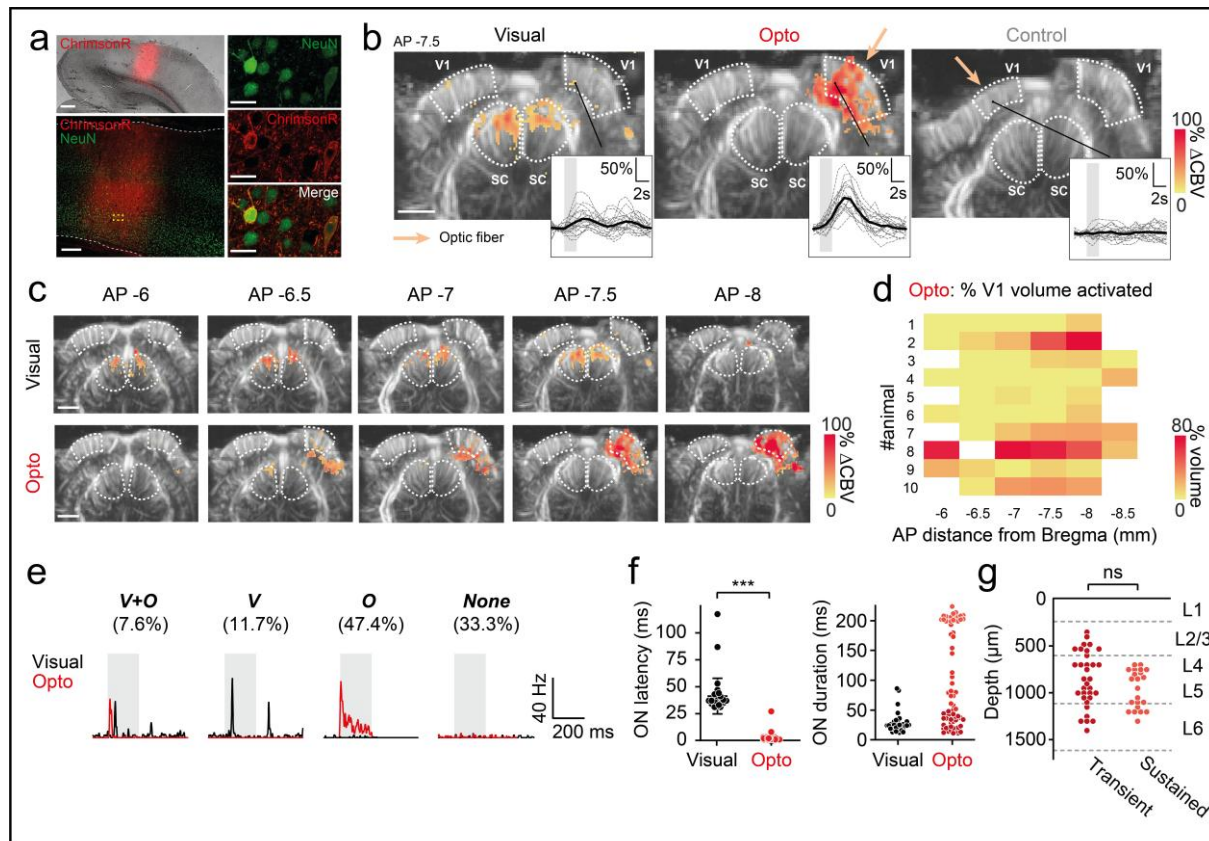 a
ChrimsonR
NeuN
ChrimsonR
NeuN
ChrimsonR
Merge
b
AP -7.5
Visual
Opto
Control
V1
V1
V1
V1
V1
V1
SC
SC
SC
SC
SC
SC
50%
2s
50%
2s
50%
2s
Optic fiber
100
% ΔCBV
0
c
AP -6
AP -6.5
AP -7
AP -7.5
AP -8
Visual
Opto
100
% ΔCBV
0
d
Opto: % V1 volume activated
#animal
1
2
3
4
5
6
7
8
9
10
-6
-6.5
-7
-7.5
-8
-8.5
AP distance from Bregma (mm)
80
% volume
0
e
V+O
(7.6%)
V
(11.7%)
O
(47.4%)
None
(33.3%)
Visual
Opto
40 Hz
200 ms
f
***
ON latency (ms)
100
75
50
25
0
Visual
Opto
ON duration (ms)
200
150
100
50
0
Visual
Opto
g
ns
Depth (µm)
0
500
1000
1500
L1
L2/3
L4
L5
L6
Transient
Sustained